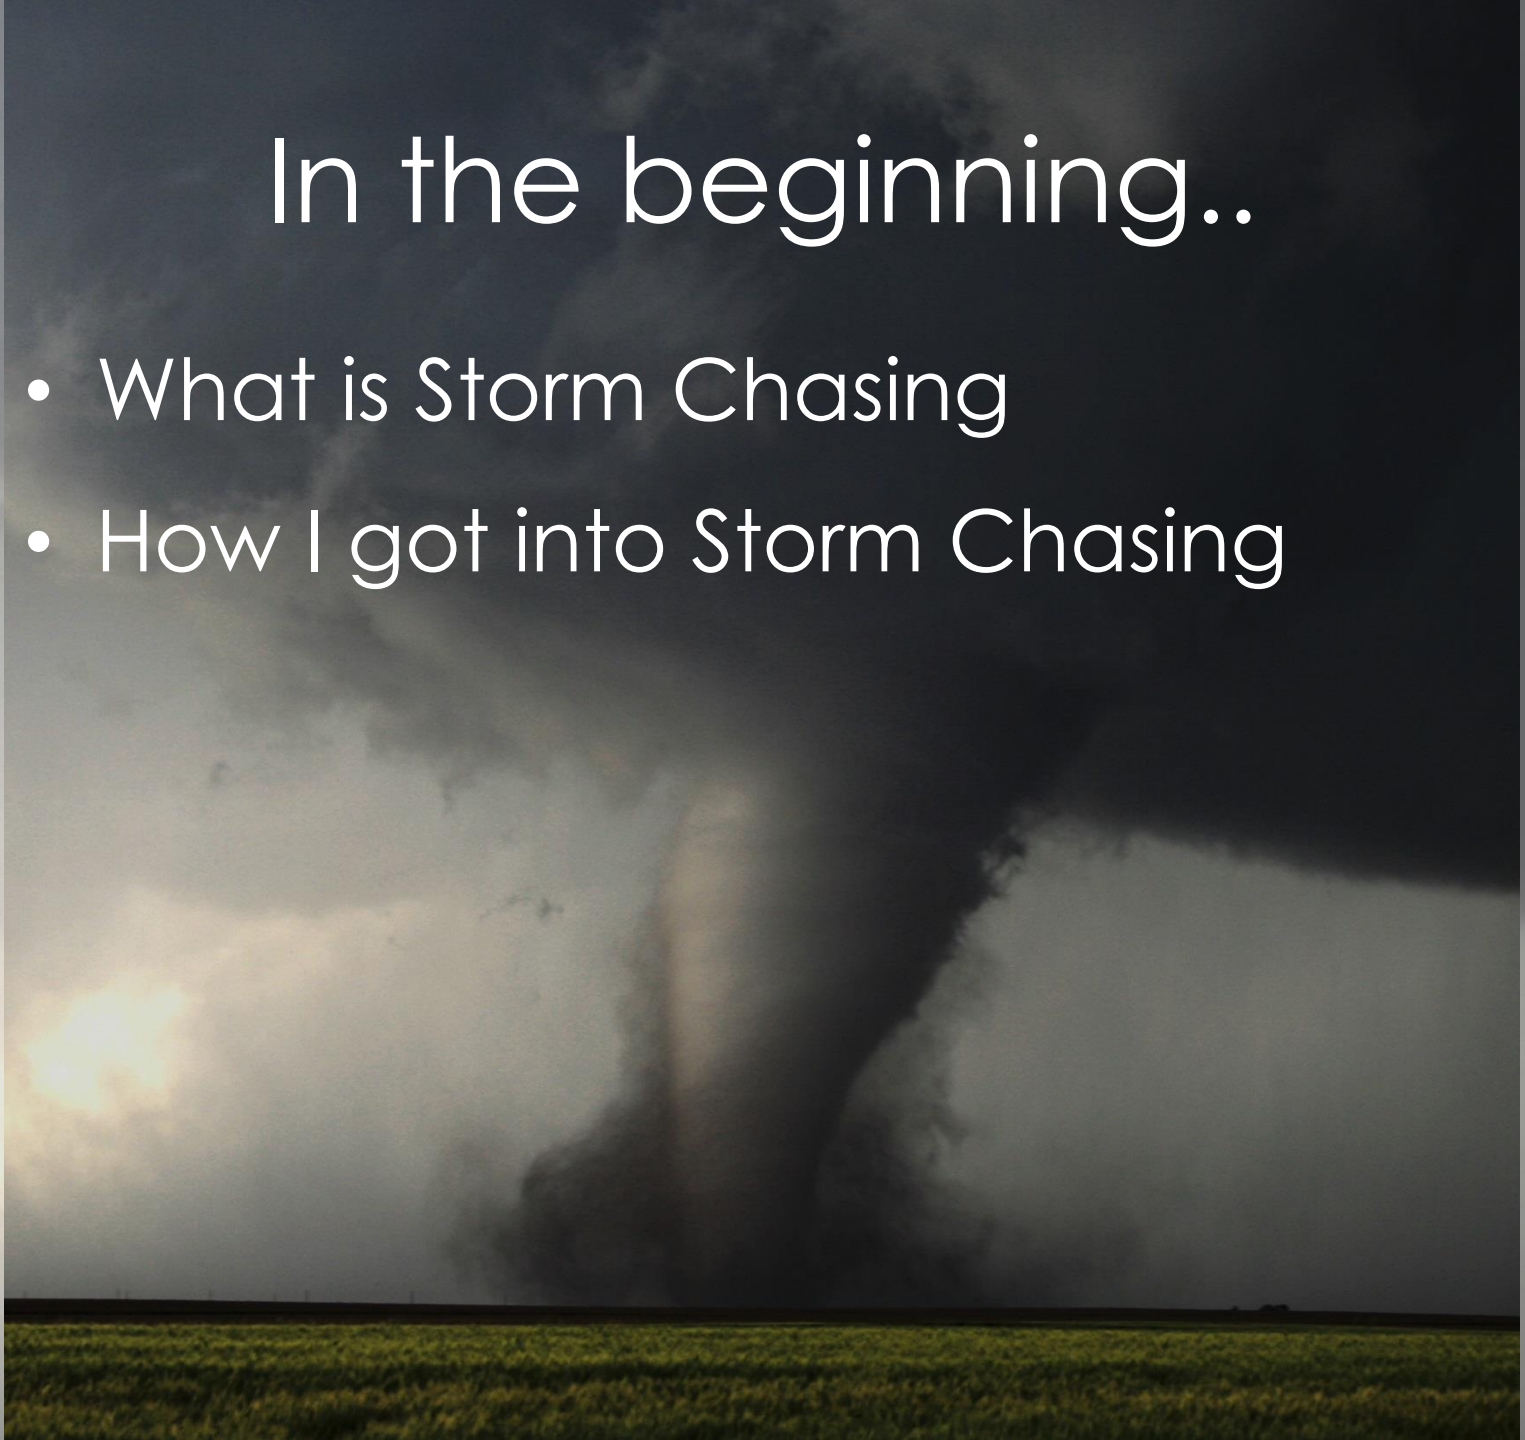 In the beginning..
• What is Storm Chasing
• How I got into Storm Chasing